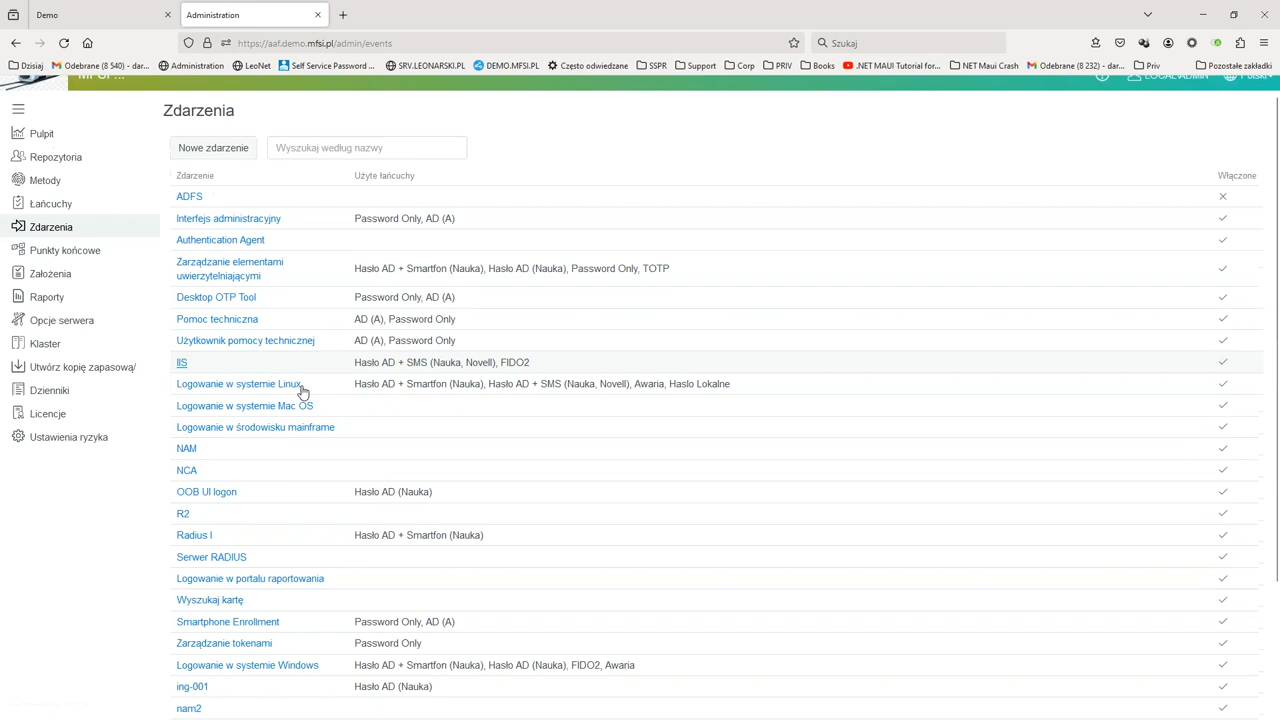 Demo
Administration
https://aaf.demo.mfsi.pl/admin/events
Szukaj
Dzisiaj
Odebrane (8 540) - dar...
Administration
LeoNet
Self Service Password ...
SRV.LEONARSKI.PL
DEMO.MFSI.PL
Często odwiedzane
SSPR
Support
Corp
PRIV
Books
.NET MAUI Tutorial for...
NET Maui Crash
Odebrane (8 232) - dar...
Priv
Pozostałe zakładki
LOCAL\ADMIN
Polski
Zdarzenia
Pulpit
Repozytoria
Metody
Łańcuchy
Zdarzenia
Punkty końcowe
Założenia
Raporty
Opcje serwera
Klaster
Utwórz kopię zapasową/
Dzienniki
Licencje
Ustawienia ryzyka
Nowe zdarzenie
Wyszukaj według nazwy
Zdarzenie Użyte łańcuchy Włączone
ADFS
Interfejs administracyjny Password Only, AD (A)
Authentication Agent
Zarządzanie elementami
uwierzytelniającymi Hasło AD + Smartfon (Nauka), Hasło AD (Nauka), Password Only, TOTP
Desktop OTP Tool Password Only, AD (A)
Pomoc techniczna AD (A), Password Only
Użytkownik pomocy technicznej AD (A), Password Only
IIS Hasło AD + SMS (Nauka, Novell), FIDO2
Logowanie w systemie Linux Hasło AD + Smartfon (Nauka), Hasło AD + SMS (Nauka, Novell), Awaria, Haslo Lokalne
Logowanie w systemie Mac OS
Logowanie w środowisku mainframe
NAM
NCA
OOB UI logon Hasło AD (Nauka)
R2
Radius I Hasło AD + Smartfon (Nauka)
Serwer RADIUS
Logowanie w portalu raportowania
Wyszukaj kartę
Smartphone Enrollment Password Only, AD (A)
Zarządzanie tokenami Password Only
Logowanie w systemie Windows Hasło AD + Smartfon (Nauka), Hasło AD (Nauka), FIDO2, Awaria
ing-001 Hasło AD (Nauka)
nam2